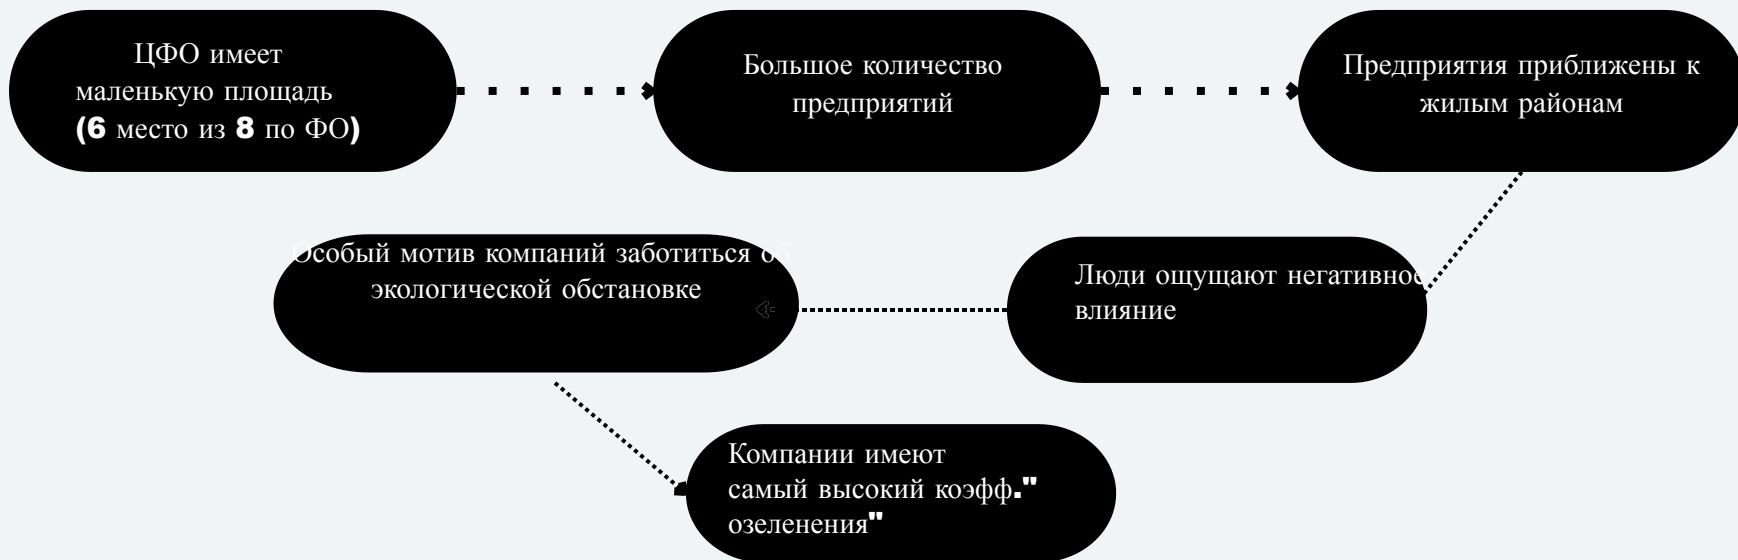 ЦФО имеет
маленькую площадь
(6 место из 8 по ФО)
Большое количество
предприятий
Предприятия приближены к
жилым районам
Люди ощущают негативное
влияние
Особый мотив компаний заботиться об
экологической обстановке
Компании имеют
самый высокий коэфф."
озеленения"